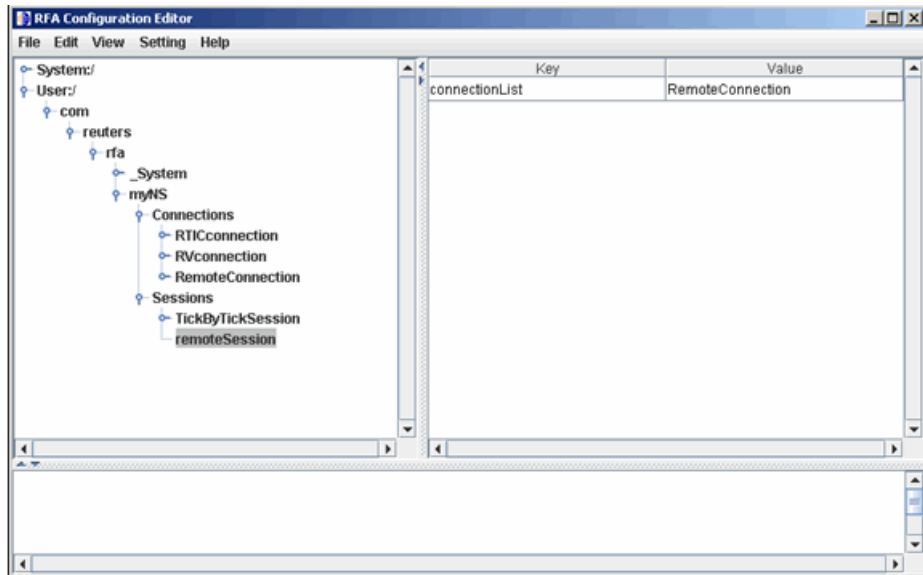 RFA Configuration Editor
File Edit View Setting Help
System:/
User:/
com
reuters
rfa
_System
myNS
Connections
RTICconnection
RVconnection
RemoteConnection
Sessions
TickByTickSession
remoteSession
Key Value
connectionList RemoteConnection